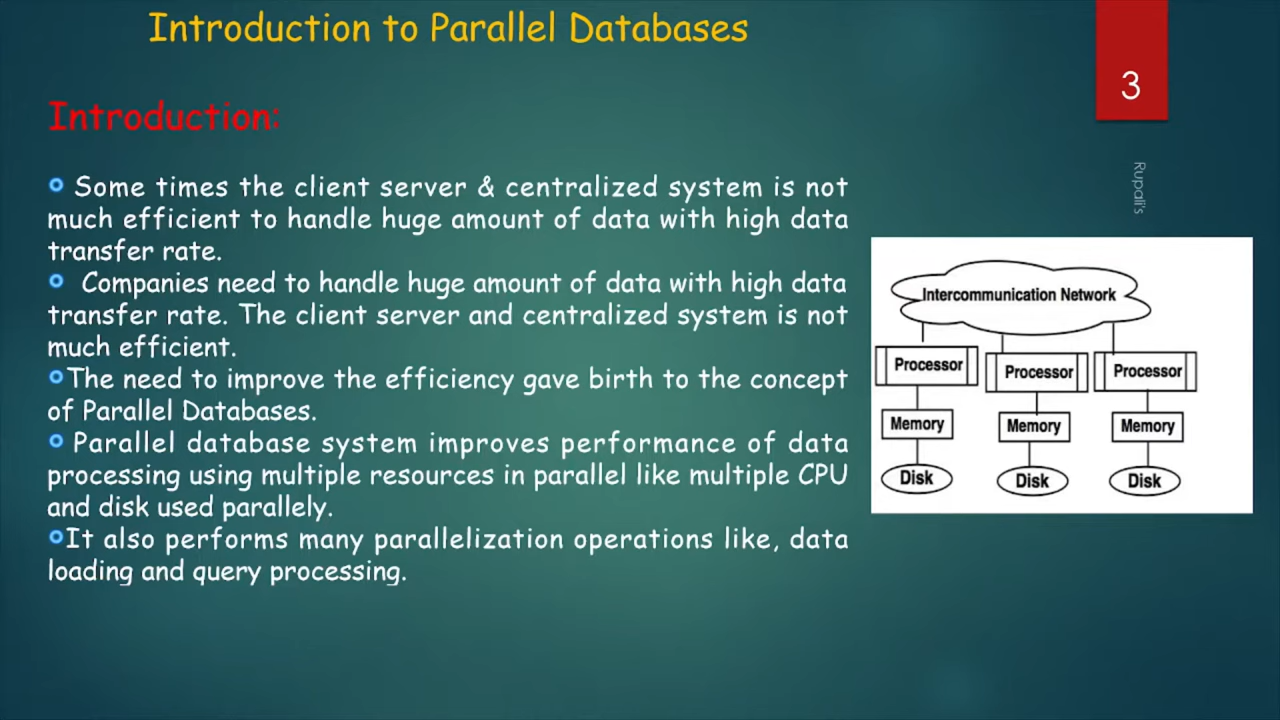 Introduction to Parallel Databases
3
Rupali's
Introduction:
Some times the client server & centralized system is not
much efficient to handle huge amount of data with high data
transfer rate.
Companies need to handle huge amount of data with high data
transfer rate. The client server and centralized system is not
much efficient.
The need to improve the efficiency gave birth to the concept
of Parallel Databases.
Parallel database system improves performance of data
processing using multiple resources in parallel like multiple CPU
and disk used parallely.
It also performs many parallelization operations like, data
loading and query processing.
Intercommunication Network
Processor Processor Processor
Memory Memory Memory
Disk Disk Disk